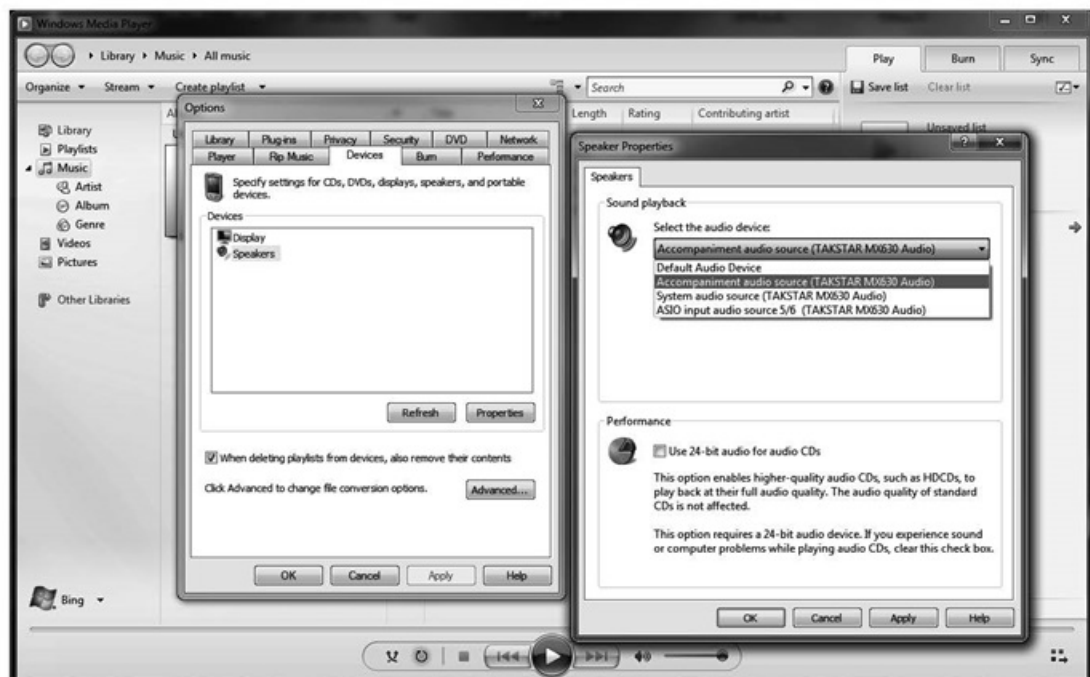 Windows Media Player
Library
Music
All music
Play
Burn
Sync
Organize
Stream
Create playlist
Search
Save list
Clear list
Length
Rating
Contributing artist
Unsaved list
Library
Playlists
Music
Artist
Album
Genre
Videos
Pictures
Other Libraries
Bing
Options
Library
Plug-ins
Privacy
Security
DVD
Network
Player
Rip Music
Devices
Burn
Performance
Specify settings for CDs, DVDs, displays, speakers, and portable
devices.
Devices
Display
Speakers
Refresh
Properties
When deleting playlists from devices, also remove their contents
Click Advanced to change file conversion options.
Advanced...
OK
Cancel
Apply
Help
Speaker Properties
Speakers
Sound playback
Select the audio device:
Accompaniment audio source (TAKSTAR MX630 Audio)
Default Audio Device
Accompaniment audio source (TAKSTAR MX630 Audio)
System audio source (TAKSTAR MX630 Audio)
ASIO input audio source 5/6 (TAKSTAR MX630 Audio)
Performance
Use 24-bit audio for audio CDs
This option enables higher-quality audio CDs, such as HDCDs, to
play back at their full audio quality. The audio quality of standard
CDs is not affected.
This option requires a 24-bit audio device. If you experience sound
or computer problems while playing audio CDs, clear this check box.
OK
Cancel
Apply
Help